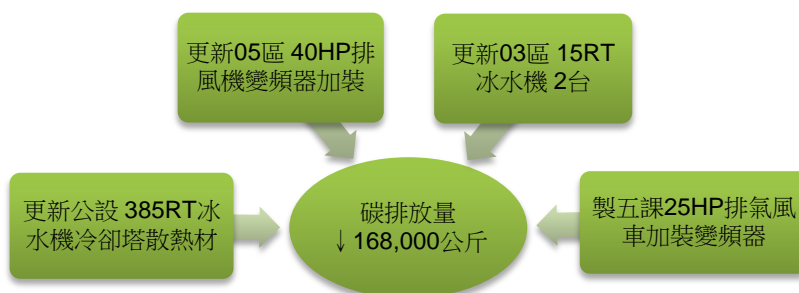 更新05區 40HP排
風機變頻器加裝
更新03區 15RT
冰水機 2台
更新公設 385RT冰
水機冷卻塔散熱材
碳排放量
↓168,000公斤
製五課25HP排氣風
車加裝變頻器